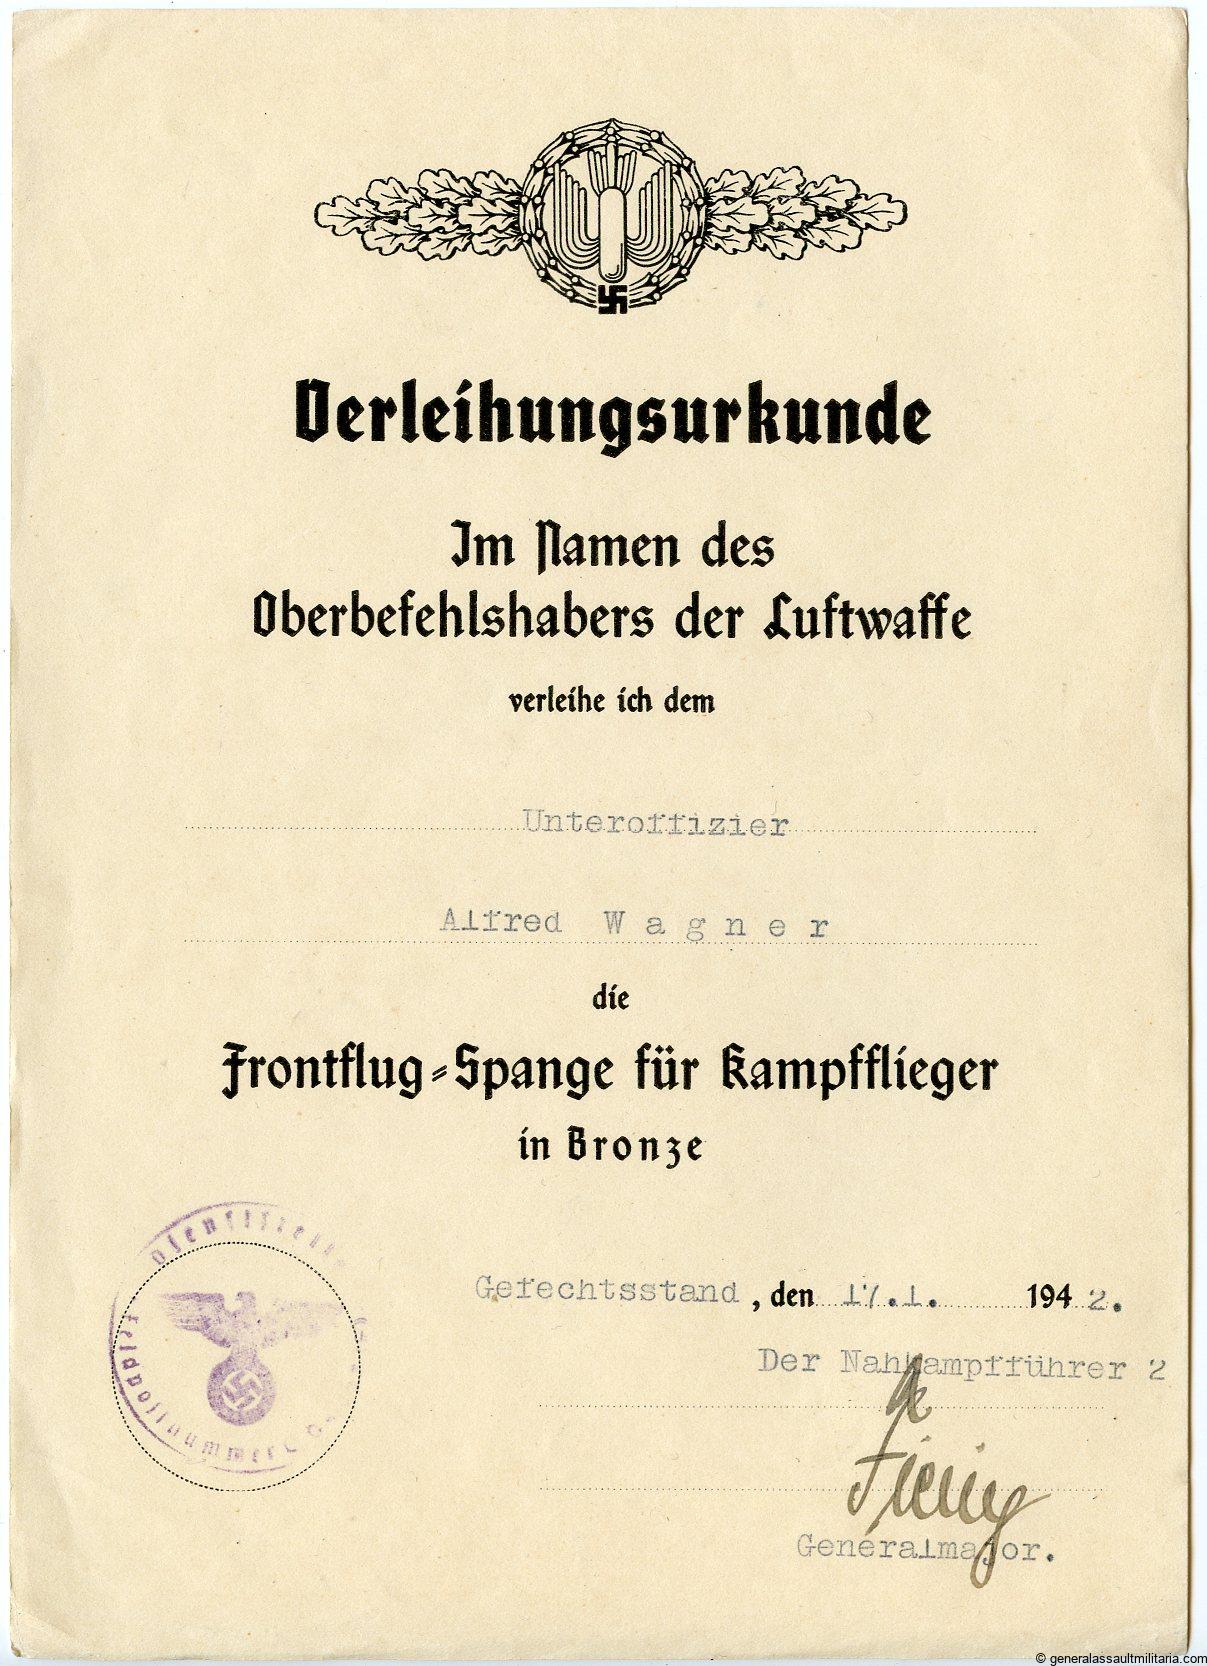 Verleihungsurkunde
Im Namen des
Oberbefehlshabers der Luftwaffe
verleihe ich dem
Unteroffizier
Alfred W a g n e r
die
Frontflug-Spange für Kampfflieger
in Bronze
Gefechtsstand, den 17.1. 1942.
Der Nahkampfführer 2
Generalmajor.
© generalassaultmilitaria.com